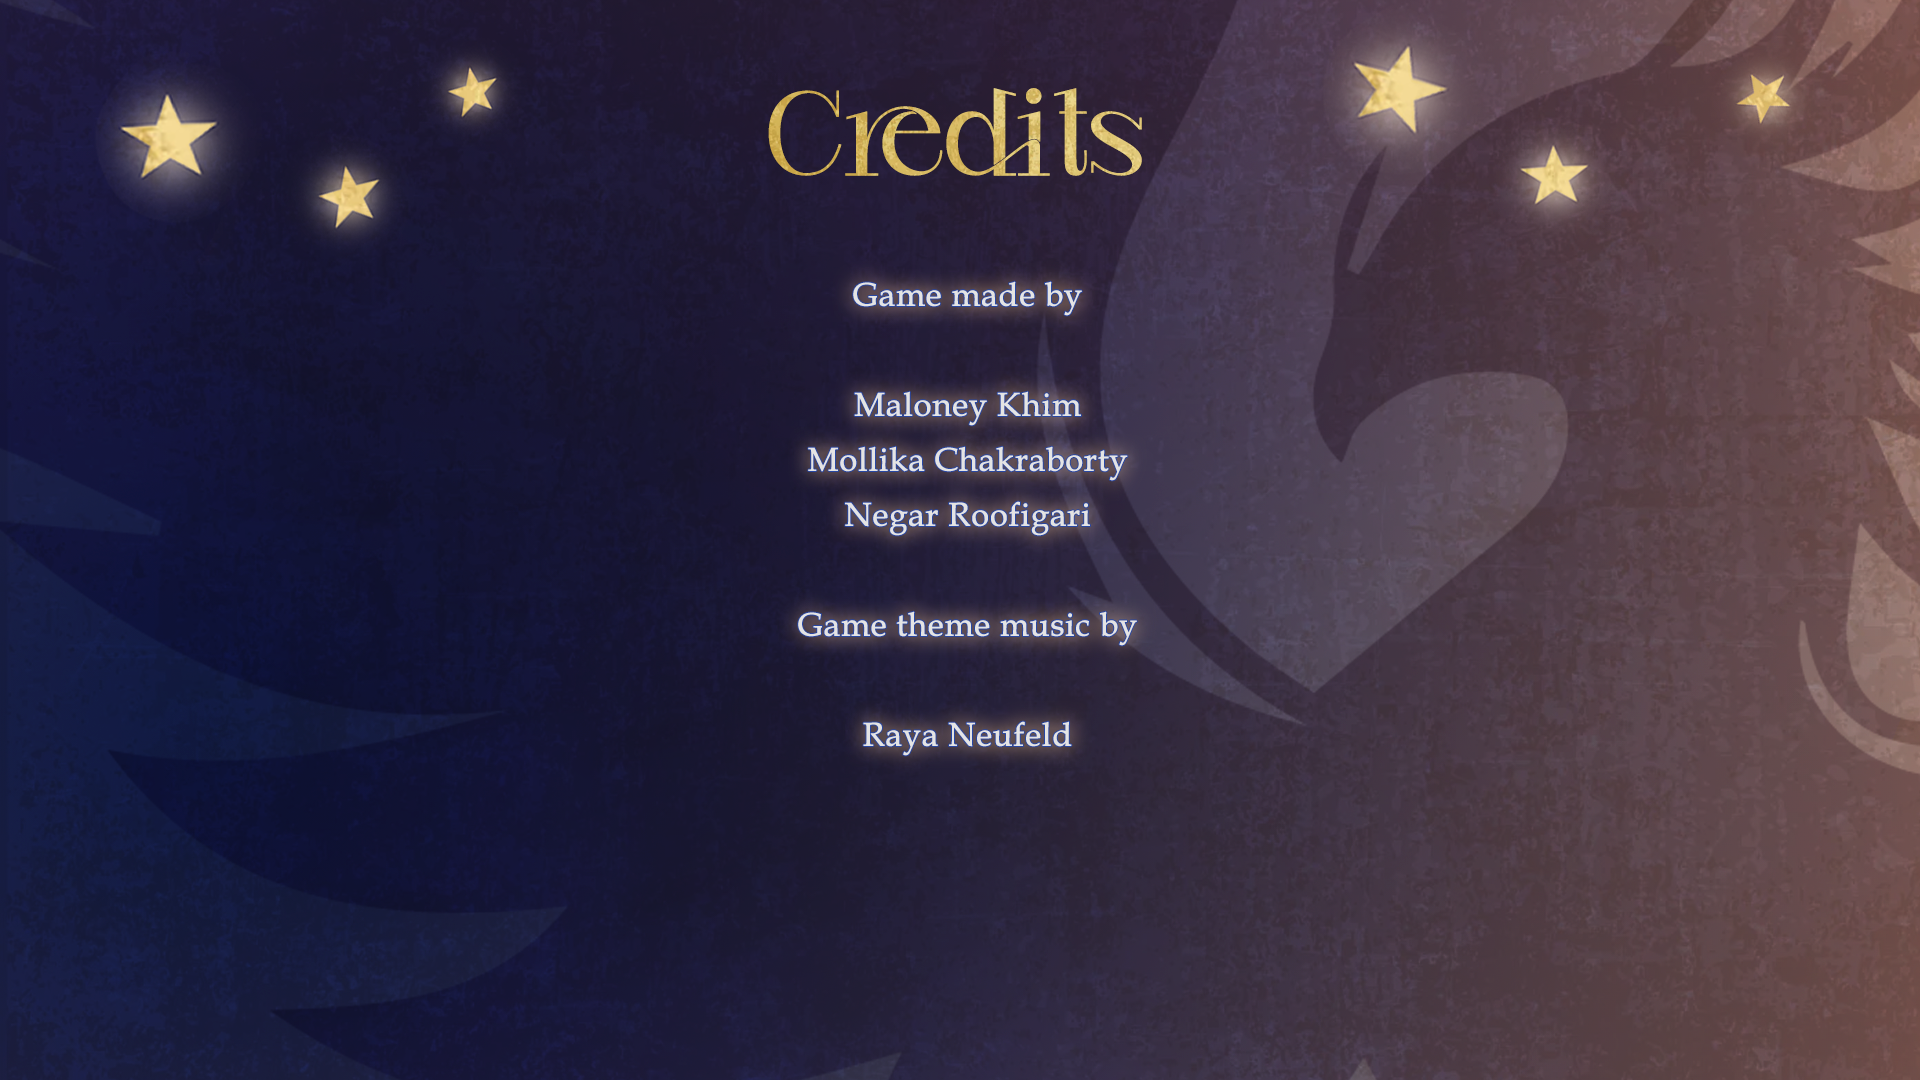 Credits
Game made by
Maloney Khim
Mollika Chakraborty
Negar Roofigari
Game theme music by
Raya Neufeld